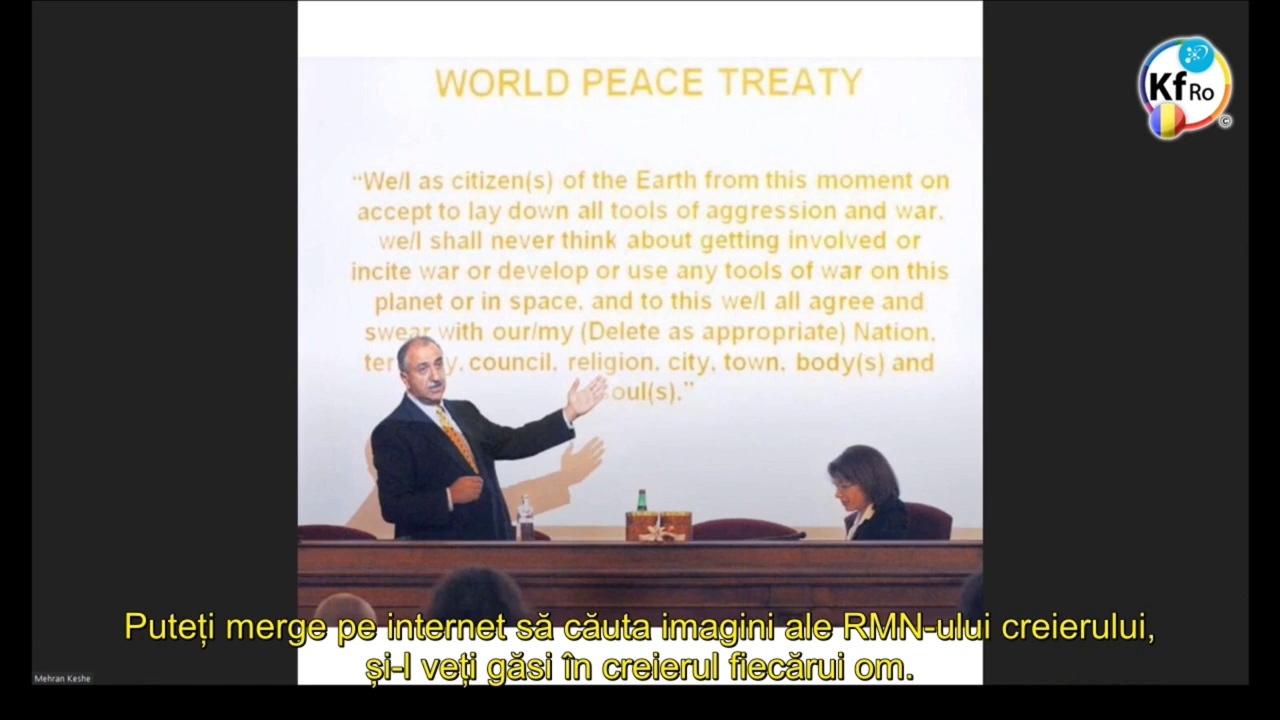 Kf Ro
©
WORLD PEACE TREATY
“We/I as citizen(s) of the Earth from this moment on
accept to lay down all tools of aggression and war,
we/I shall never think about getting involved or
incite war or develop or use any tools of war on this
planet or in space, and to this we/I all agree and
swear with our/my (Delete as appropriate) Nation,
council, religion, city, town, body(s) and
oul(s).”
Puteți merge pe internet să căuta imagini ale RMN-ului creierului,
și-l veți găsi în creierul fiecărui om.
Mehran Keshe